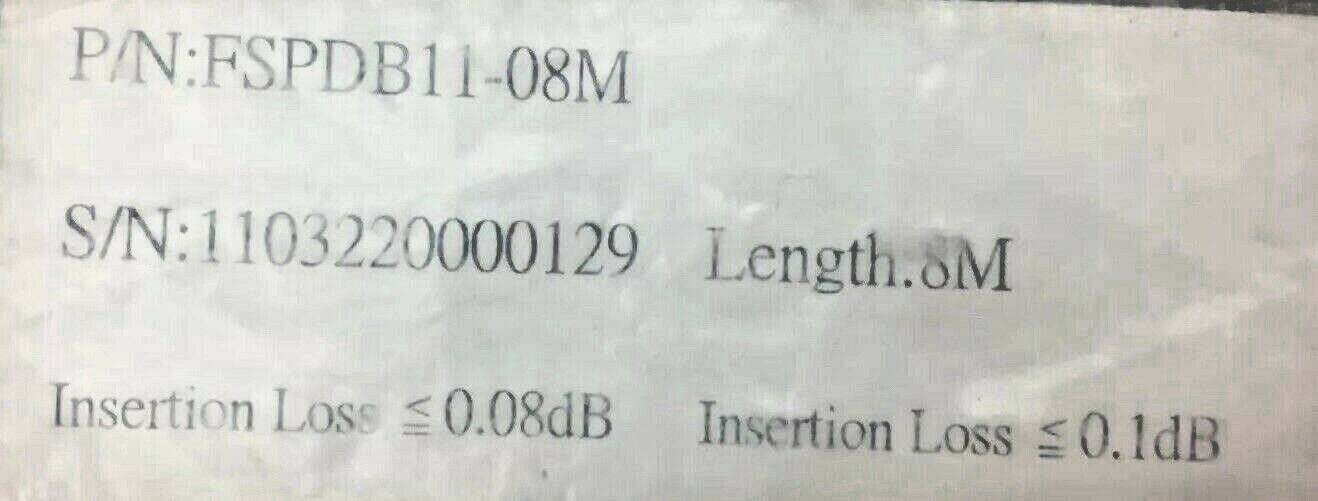 P/N:FSPDB11-08M
S/N:1103220000129 Length.8M
Insertion Loss ≦0.08dB Insertion Loss ≦0.1dB